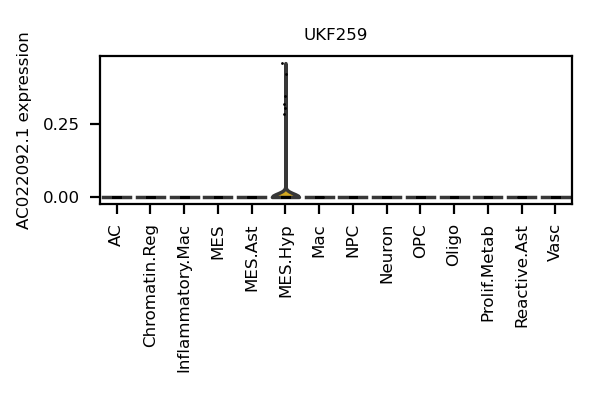 UKF259
AC022092.1 expression
0.25
0.00
AC
Chromatin.Reg
Inflammatory.Mac
MES
MES.Ast
MES.Hyp
Mac
NPC
Neuron
OPC
Oligo
Prolif.Metab
Reactive.Ast
Vasc